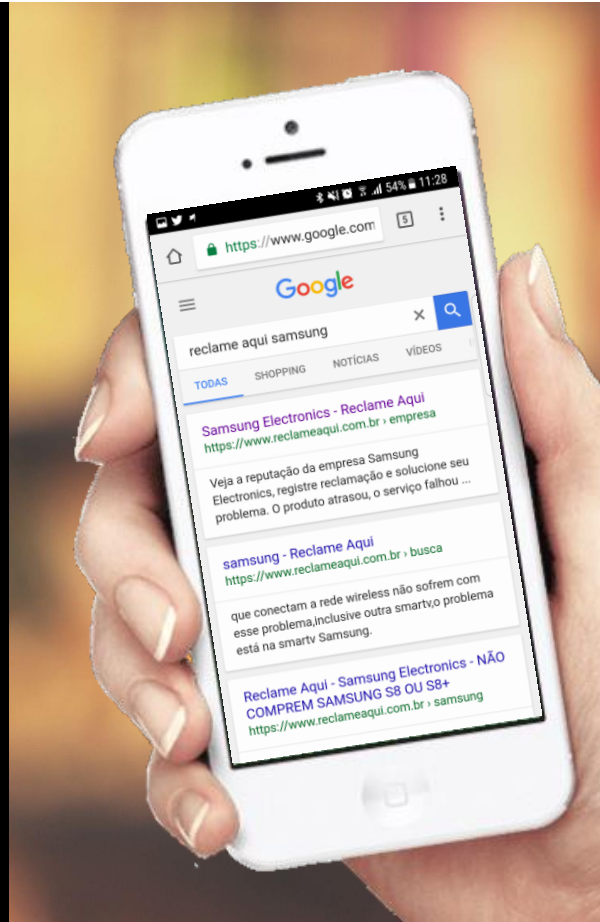 54% 11:28
https://www.google.com
5
Google
reclame aqui samsung
TODAS SHOPPING NOTÍCIAS VÍDEOS
Samsung Electronics - Reclame Aqui
https://www.reclameaqui.com.br › empresa
Veja a reputação da empresa Samsung
Electronics, registre reclamação e solucione seu
problema. O produto atrasou, o serviço falhou ...
samsung - Reclame Aqui
https://www.reclameaqui.com.br › busca
que conectam a rede wireless não sofrem com
esse problema,inclusive outra smartv,o problema
está na smartv Samsung.
Reclame Aqui - Samsung Electronics - NÃO
COMPREM SAMSUNG S8 OU S8+
https://www.reclameaqui.com.br › samsung